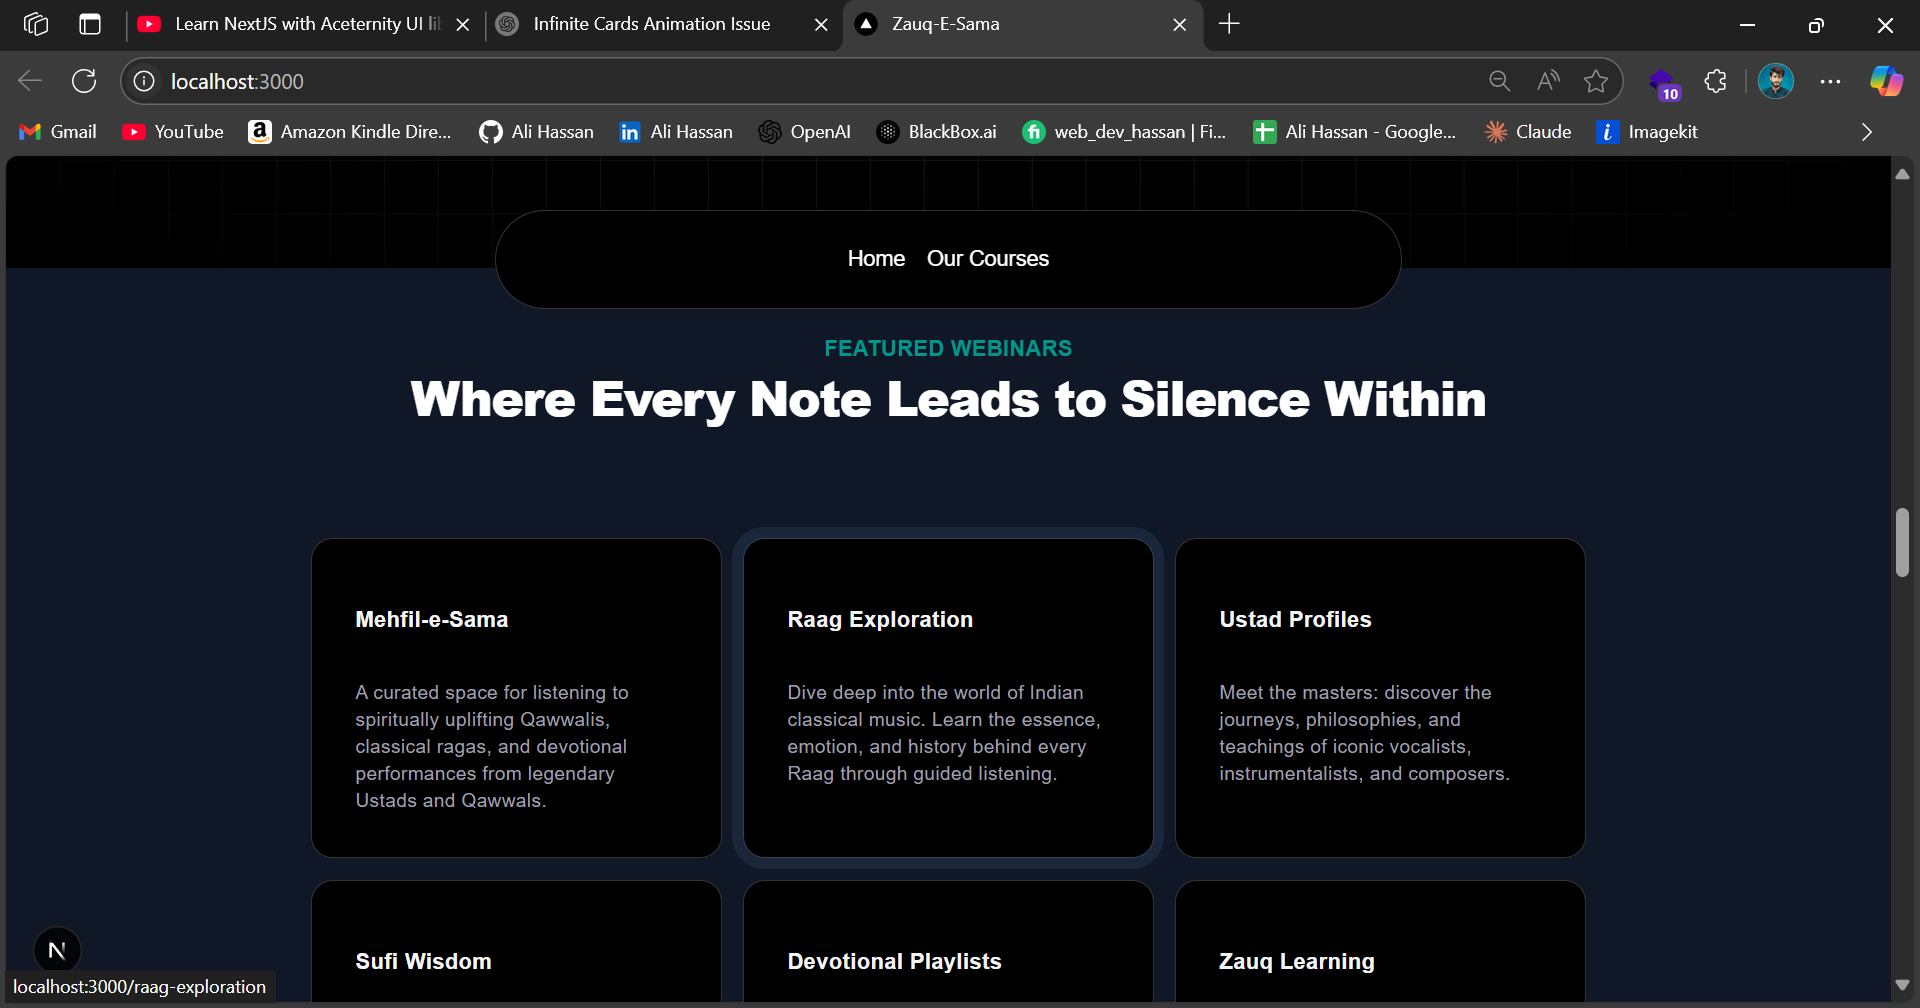 Learn NextJS with Aceternity UI lib
Infinite Cards Animation Issue
Zauq-E-Sama
localhost:3000
10
Gmail
YouTube
Amazon Kindle Dire...
Ali Hassan
Ali Hassan
OpenAI
BlackBox.ai
web_dev_hassan | Fi...
Ali Hassan - Google...
Claude
Imagekit
Home Our Courses
FEATURED WEBINARS
Where Every Note Leads to Silence Within
Mehfil-e-Sama
A curated space for listening to
spiritually uplifting Qawwalis,
classical ragas, and devotional
performances from legendary
Ustads and Qawwals.
Raag Exploration
Dive deep into the world of Indian
classical music. Learn the essence,
emotion, and history behind every
Raag through guided listening.
Ustad Profiles
Meet the masters: discover the
journeys, philosophies, and
teachings of iconic vocalists,
instrumentalists, and composers.
Sufi Wisdom
Devotional Playlists
Zauq Learning
N
localhost:3000/raag-exploration